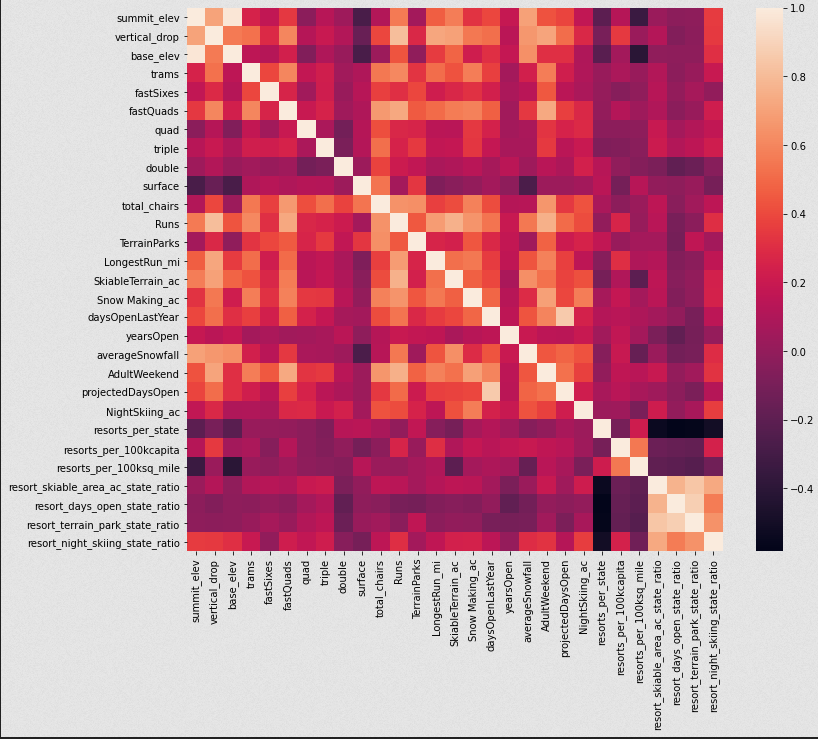 summit_elev
vertical_drop
base_elev
trams
fastSixes
fastQuads
quad
triple
double
surface
total_chairs
Runs
TerrainParks
LongestRun_mi
SkiableTerrain_ac
Snow Making_ac
daysOpenLastYear
yearsOpen
averageSnowfall
AdultWeekend
projectedDaysOpen
NightSkiing_ac
resorts_per_state
resorts_per_100kcapita
resorts_per_100ksq_mile
resort_skiable_area_ac_state_ratio
resort_days_open_state_ratio
resort_terrain_park_state_ratio
resort_night_skiing_state_ratio
summit_elev
vertical_drop
base_elev
trams
fastSixes
fastQuads
quad
triple
double
surface
total_chairs
Runs
TerrainParks
LongestRun_mi
SkiableTerrain_ac
Snow Making_ac
daysOpenLastYear
yearsOpen
averageSnowfall
AdultWeekend
projectedDaysOpen
NightSkiing_ac
resorts_per_state
resorts_per_100kcapita
resorts_per_100ksq_mile
resort_skiable_area_ac_state_ratio
resort_days_open_state_ratio
resort_terrain_park_state_ratio
resort_night_skiing_state_ratio
1.0
0.8
0.6
0.4
0.2
0.0
−0.2
−0.4